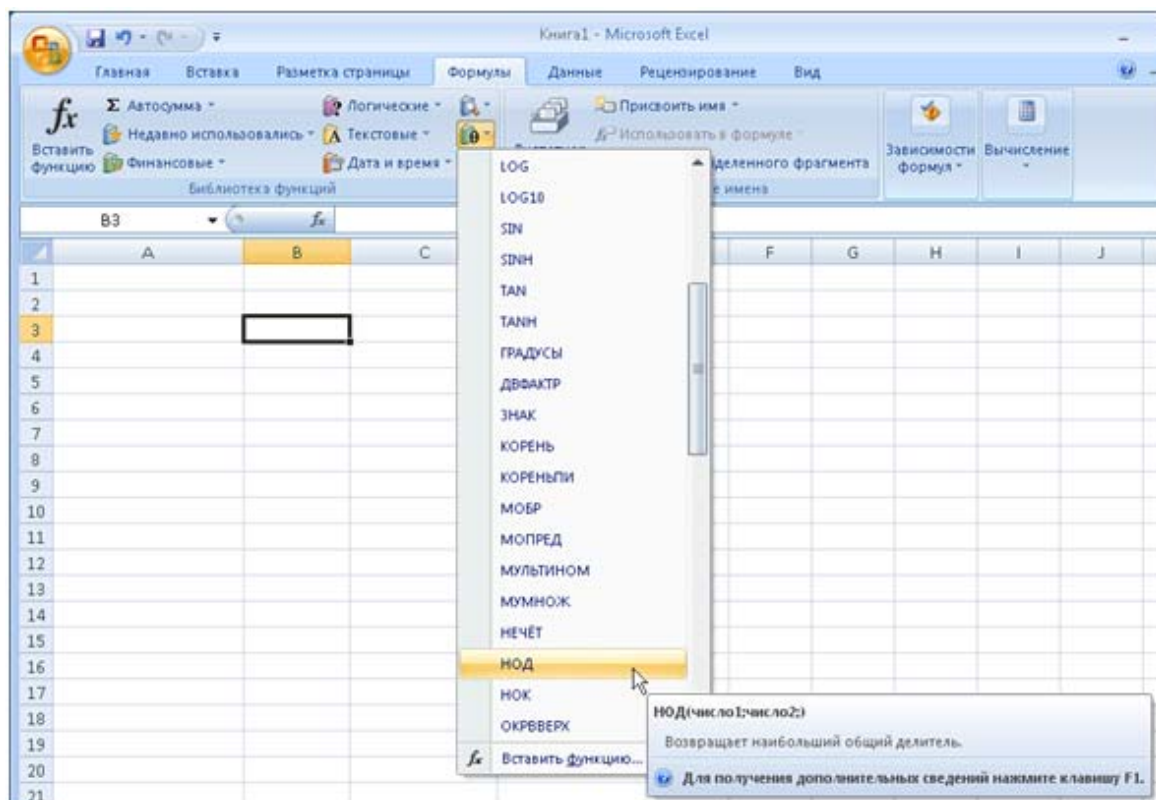 Книга1 - Microsoft Excel
Главная Вставка Разметка страницы Формулы Данные Рецензирование Вид
fx Вставить функцию
Σ Автосумма
Недавно использовались
Финансовые
Логические
Текстовые
Дата и время
Библиотека функций
Присвоить имя
Использовать в формуле
деленного фрагмента
е имена
Зависимости формул
Вычисление
B3 fx
A B C F G H I J
1
2
3
4
5
6
7
8
9
10
11
12
13
14
15
16
17
18
19
20
21
LOG
LOG10
SIN
SINH
TAN
TANH
ГРАДУСЫ
ДВФАКТР
ЗНАК
КОРЕНЬ
КОРЕНЬПИ
МОБР
МОПРЕД
МУЛЬТИНОМ
МУМНОЖ
НЕЧЁТ
НОД
НОК
ОКРВВЕРХ
fx Вставить функцию...
НОД(число1;число2;)
Возвращает наибольший общий делитель.
Для получения дополнительных сведений нажмите клавишу F1.